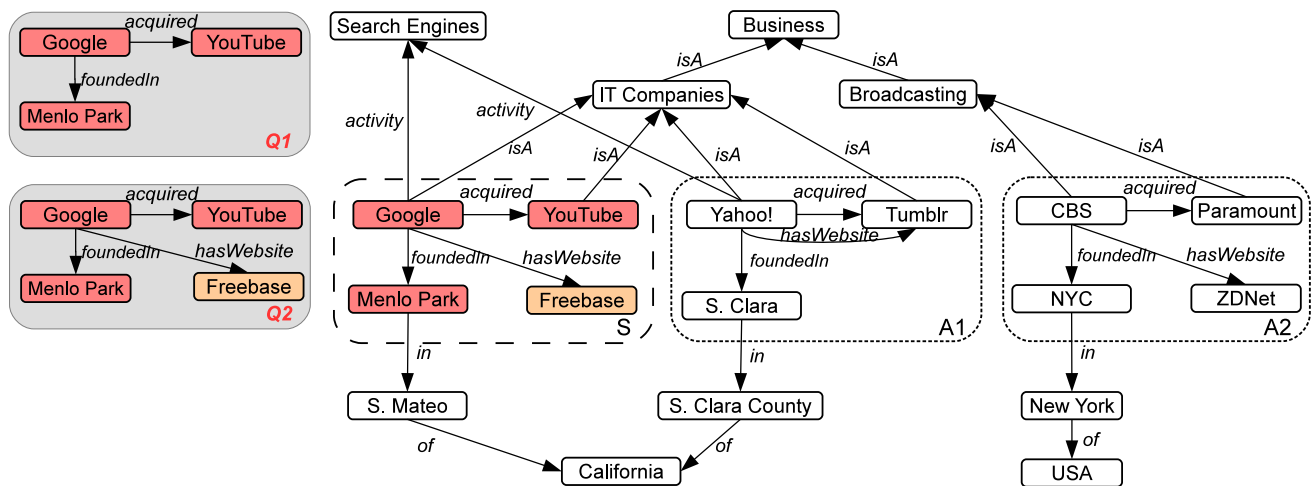 acquired
Google
YouTube
foundedIn
Menlo Park
Q1
acquired
Google
YouTube
foundedIn
hasWebsite
Menlo Park
Freebase
Q2
Search Engines
Business
isA
isA
IT Companies
Broadcasting
activity
activity
isA
isA
isA
isA
isA
isA
acquired
Google
YouTube
foundedIn
hasWebsite
Menlo Park
Freebase
S
acquired
Yahoo!
Tumblr
hasWebsite
foundedIn
S. Clara
A1
acquired
CBS
Paramount
foundedIn
hasWebsite
NYC
ZDNet
A2
in
in
in
S. Mateo
S. Clara County
New York
of
of
of
California
USA